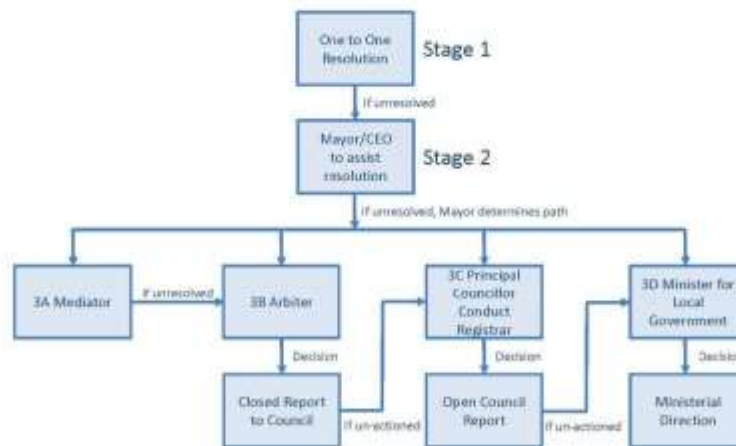 One to One
Resolution
Stage 1
If unresolved
Mayor/CEO
to assist
resolution
Stage 2
If unresolved, Mayor determines path
3A Mediator
If unresolved
3B Arbiter
3C Principal
Councillor
Conduct
Registrar
3D Minister for
Local
Government
Decision
Decision
Decision
Closed Report
to Council
If un-actioned
Open Council
Report
If un-actioned
Ministerial
Direction